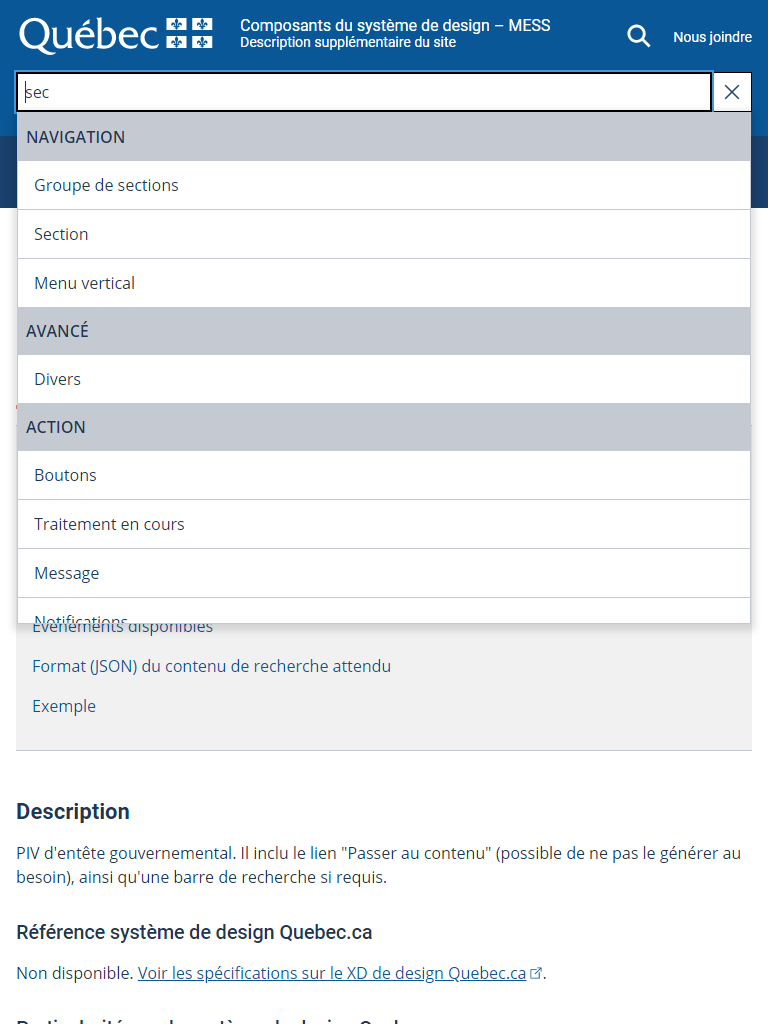 Québec
Composants du système de design – MESS
Description supplémentaire du site
Nous joindre
sec
NAVIGATION
Groupe de sections
Section
Menu vertical
AVANCÉ
Divers
ACTION
Boutons
Traitement en cours
Message
Notifications
Événements disponibles
Format (JSON) du contenu de recherche attendu
Exemple
Description
PIV d'entête gouvernemental. Il inclu le lien "Passer au contenu" (possible de ne pas le générer au
besoin), ainsi qu'une barre de recherche si requis.
Référence système de design Quebec.ca
Non disponible. Voir les spécifications sur le XD de design Quebec.ca.